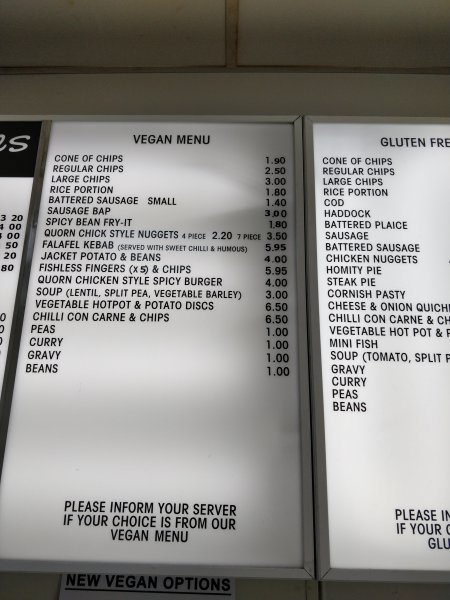 VEGAN MENU
CONE OF CHIPS 1.90
REGULAR CHIPS 2.50
LARGE CHIPS 3.00
RICE PORTION 1.80
BATTERED SAUSAGE SMALL 1.40
SAUSAGE BAP 3.00
SPICY BEAN FRY-IT 1.80
QUORN CHICK STYLE NUGGETS 4 PIECE 2.20 7 PIECE 3.50
FALAFEL KEBAB (SERVED WITH SWEET CHILLI & HUMOUS) 5.95
JACKET POTATO & BEANS 4.00
FISHLESS FINGERS (X5) & CHIPS 5.95
QUORN CHICKEN STYLE SPICY BURGER 4.00
SOUP (LENTIL, SPLIT PEA, VEGETABLE BARLEY) 3.00
VEGETABLE HOTPOT & POTATO DISCS 6.50
CHILLI CON CARNE & CHIPS 6.50
PEAS 1.00
CURRY 1.00
GRAVY 1.00
BEANS 1.00
PLEASE INFORM YOUR SERVER
IF YOUR CHOICE IS FROM OUR
VEGAN MENU
NEW VEGAN OPTIONS
GLUTEN FRE
CONE OF CHIPS
REGULAR CHIPS
LARGE CHIPS
RICE PORTION
COD
HADDOCK
BATTERED PLAICE
SAUSAGE
BATTERED SAUSAGE
CHICKEN NUGGETS
HOMITY PIE
STEAK PIE
CORNISH PASTY
CHEESE & ONION QUICH
CHILLI CON CARNE & CH
VEGETABLE HOT POT & P
MINI FISH
SOUP (TOMATO, SPLIT P
GRAVY
CURRY
PEAS
BEANS
PLEASE INF
IF YOUR C
GLU